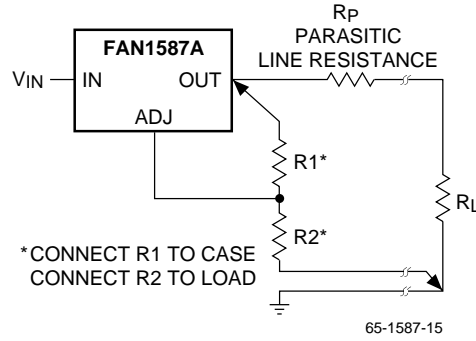 RP
PARASITIC
LINE RESISTANCE
FAN1587A
VIN
IN
OUT
ADJ
R1*
RL
R2*
*CONNECT R1 TO CASE
CONNECT R2 TO LOAD
65-1587-15